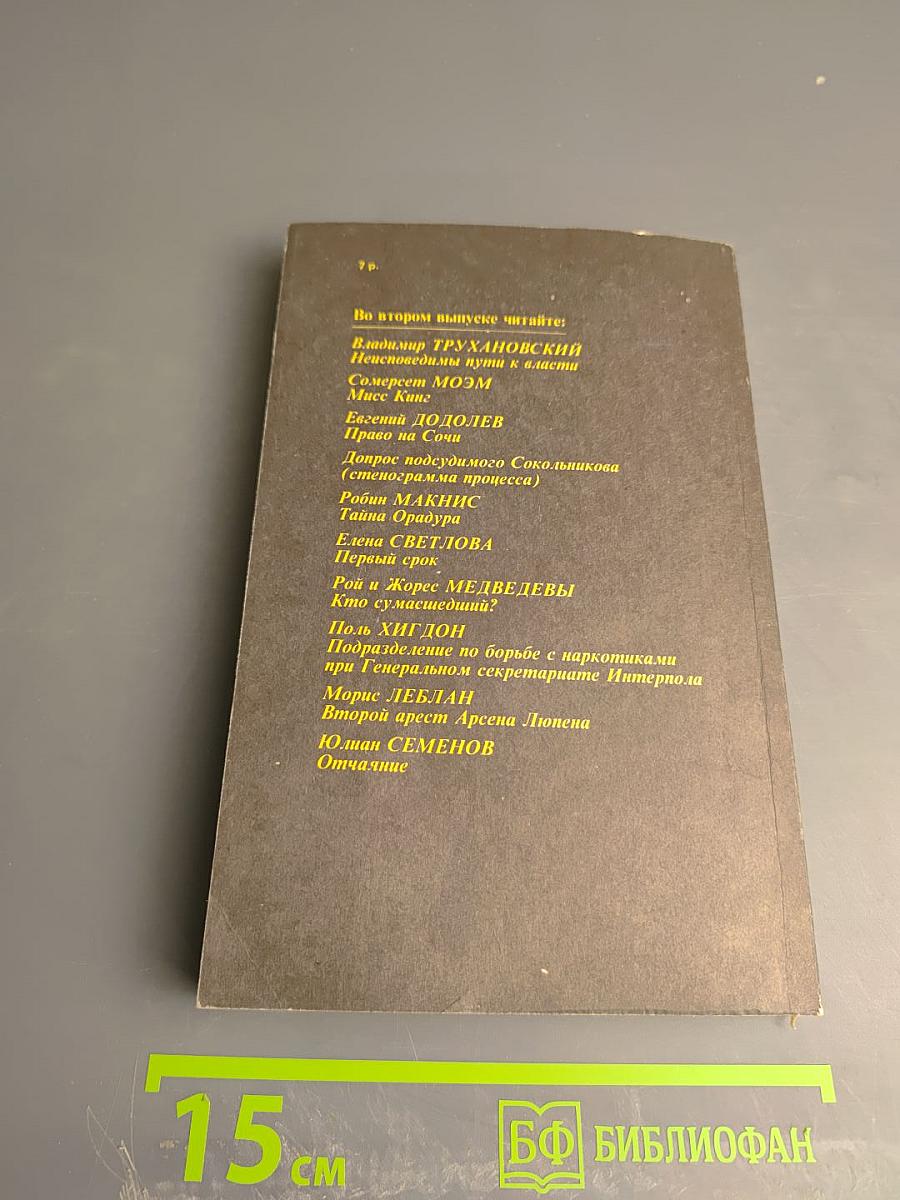 7 р.
Во втором выпуске читайте:
Владимир ТРУХАНОВСКИЙ
Неисповедимы пути к власти
Сомерсет МОЭМ
Мисс Кинг
Евгений ДОДОЛЕВ
Право на Сочи
Допрос подсудимого Сокольникова
(стенограмма процесса)
Робин МАКНИС
Тайна Орадура
Елена СВЕТЛОВА
Первый срок
Рой и Жорес МЕДВЕДЕВЫ
Кто сумасшедший?
Поль ХИГДОН
Подразделение по борьбе с наркотиками
при Генеральном секретариате Интерпола
Морис ЛЕБЛАН
Второй арест Арсена Люпена
Юлиан СЕМЕНОВ
Отчаяние
15 см
БФ БИБЛИОФАН